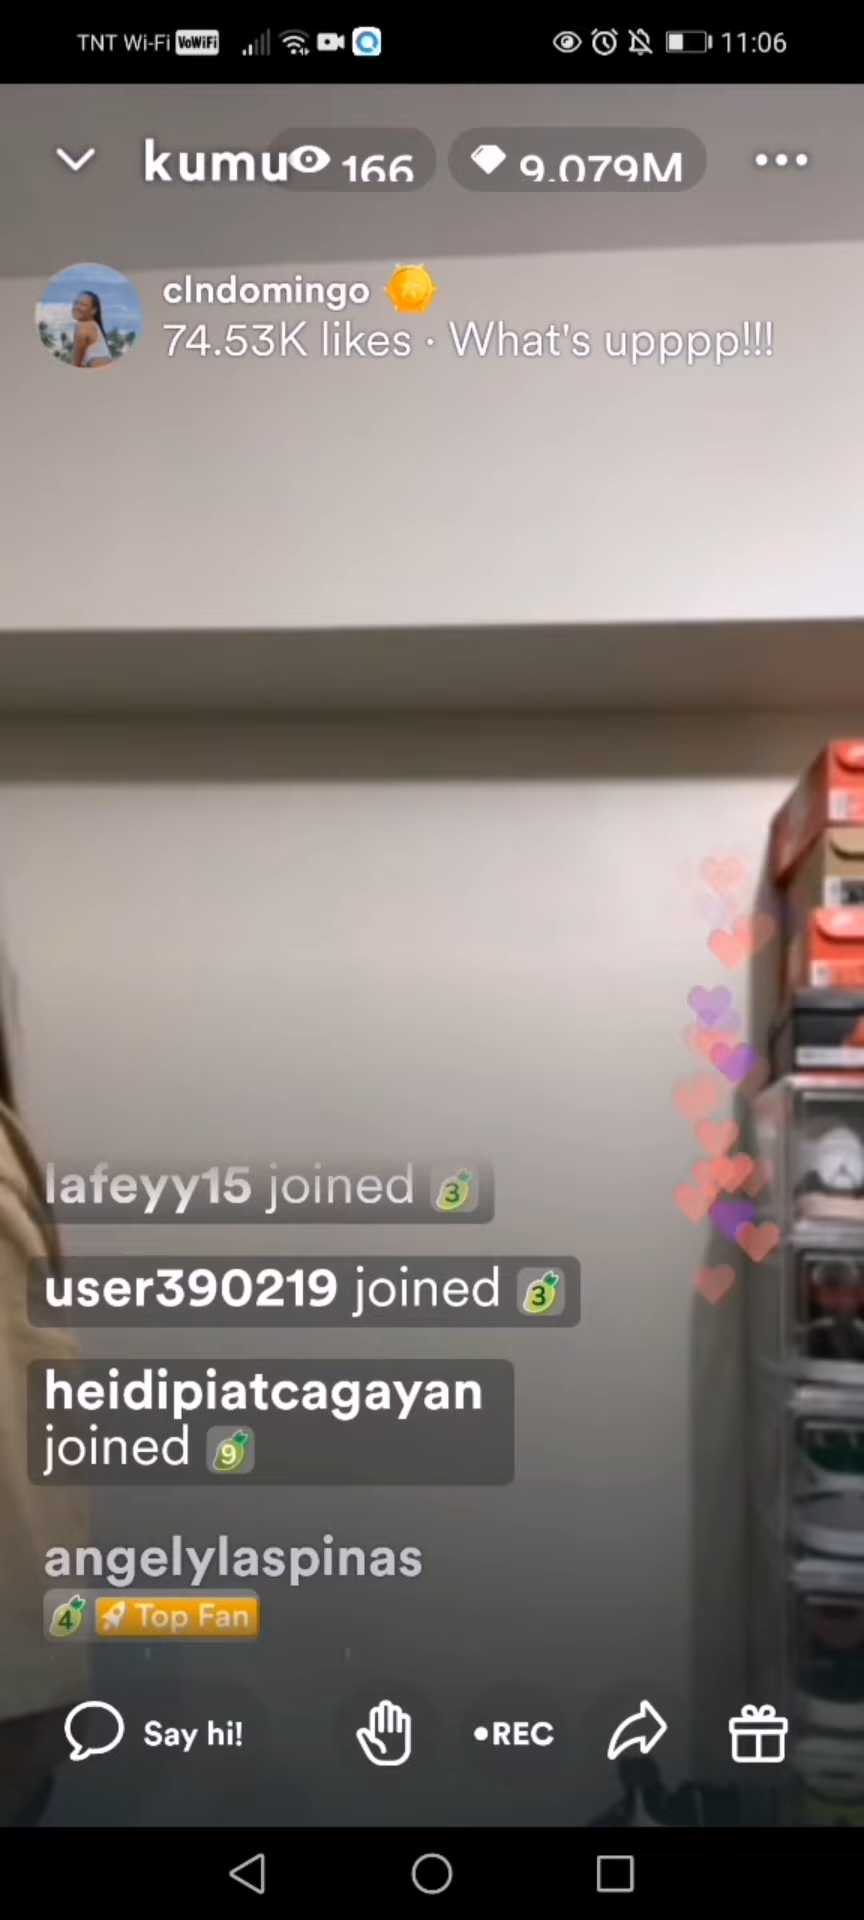 TNT Wi-Fi VoWiFi 11:06
kumu 166 9.079M
clndomingo
74.53K likes · What's upppp!!!
lafeyy15 joined 3
user390219 joined 3
heidipiatcagayan
joined 9
angelylaspinas
4 Top Fan
Say hi! •REC